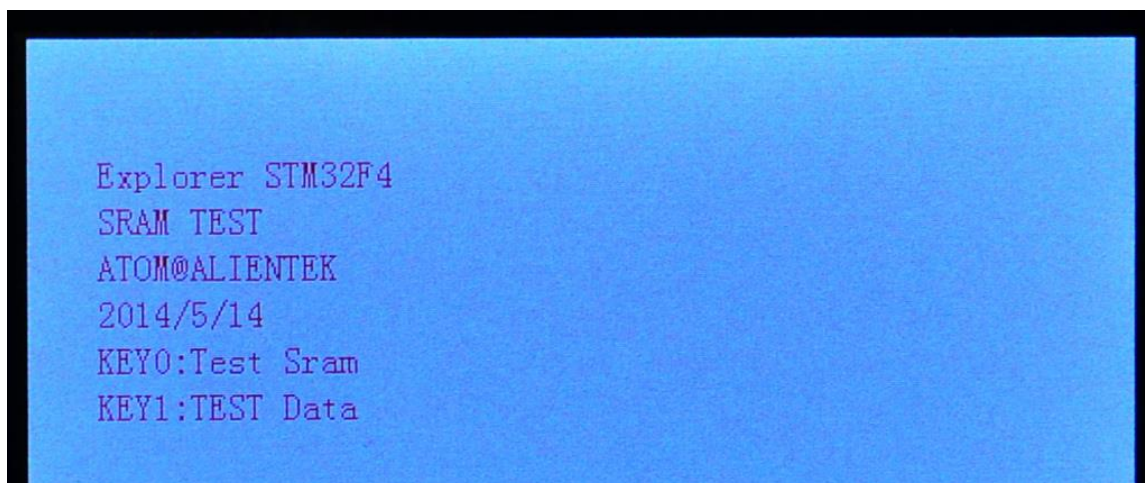 Explorer STM32F4
SRAM TEST
ATOM@ALIENTEK
2014/5/14
KEY0:Test Sram
KEY1:TEST Data